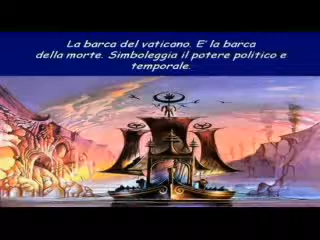 La barca del vaticano. E' la barca
della morte. Simboleggia il potere politico e
temporale.